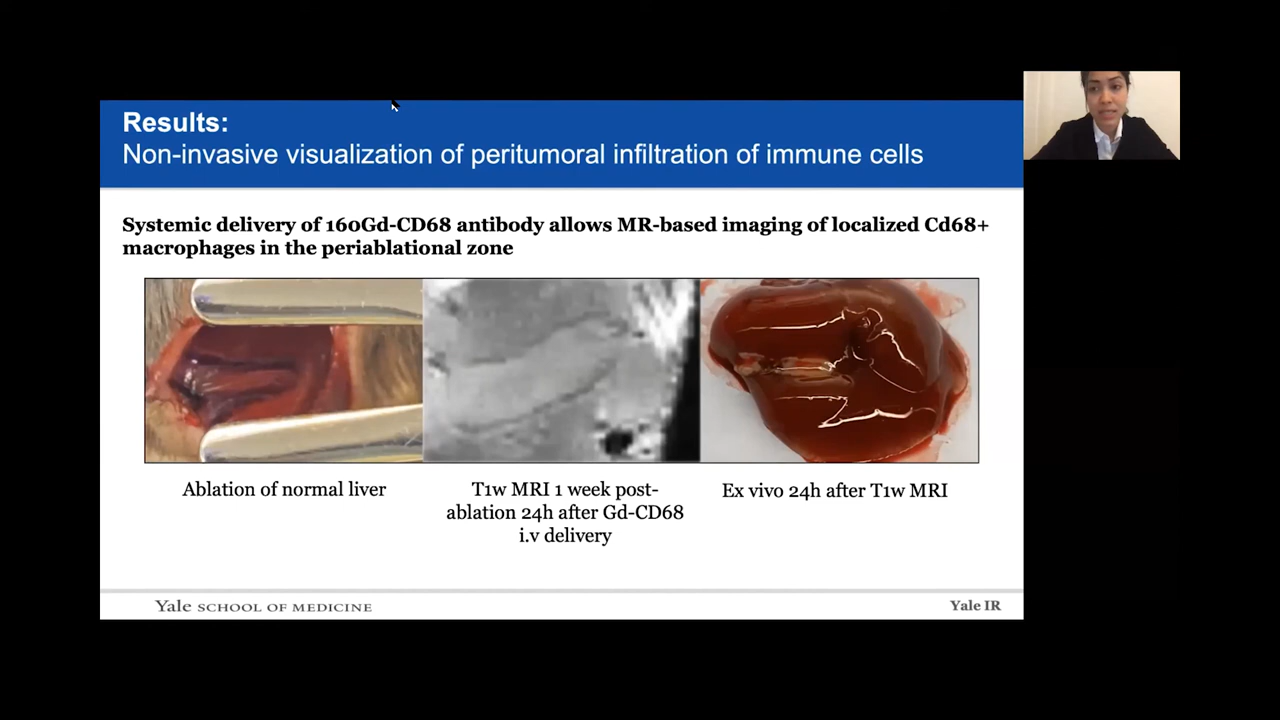 Results:
Non-invasive visualization of peritumoral infiltration of immune cells
Systemic delivery of 160Gd-CD68 antibody allows MR-based imaging of localized Cd68+
macrophages in the periablational zone
Ablation of normal liver
T1w MRI 1 week post-
ablation 24h after Gd-CD68
i.v delivery
Ex vivo 24h after T1w MRI
Yale SCHOOL OF MEDICINE
Yale IR